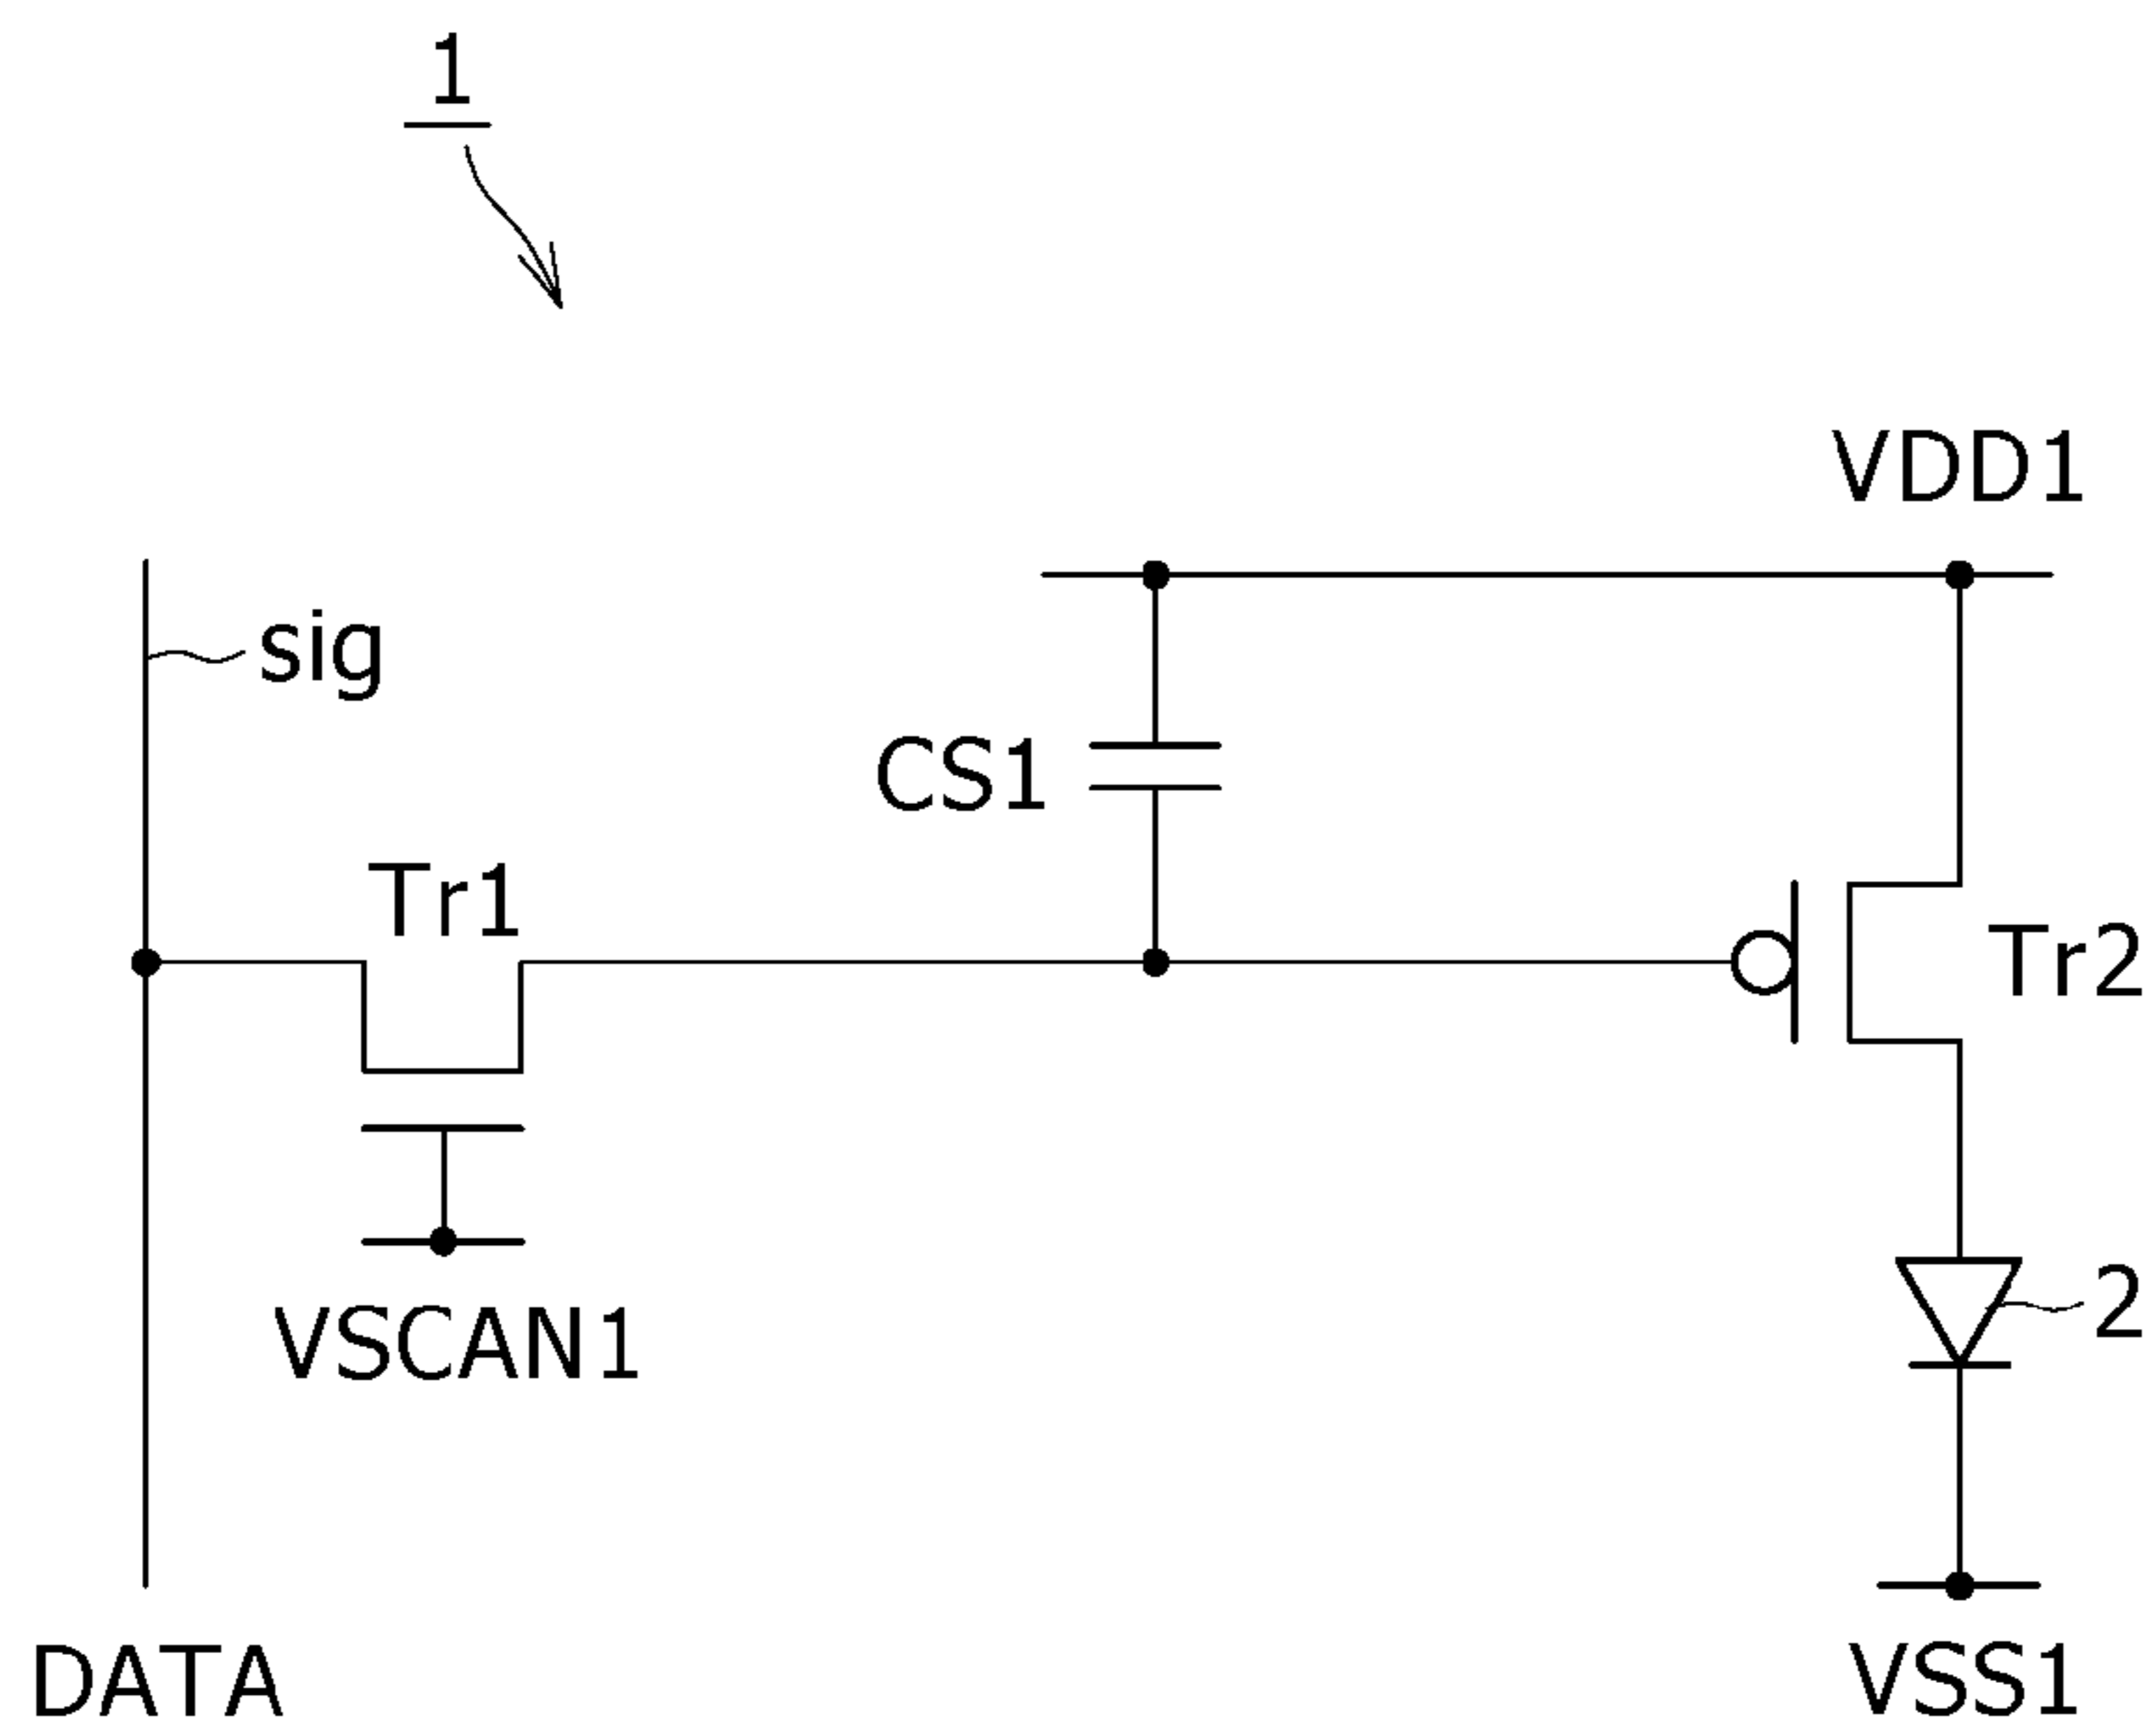 1
VDD1
sig
CS1
Tr1
Tr2
VSCAN1
2
DATA
VSS1